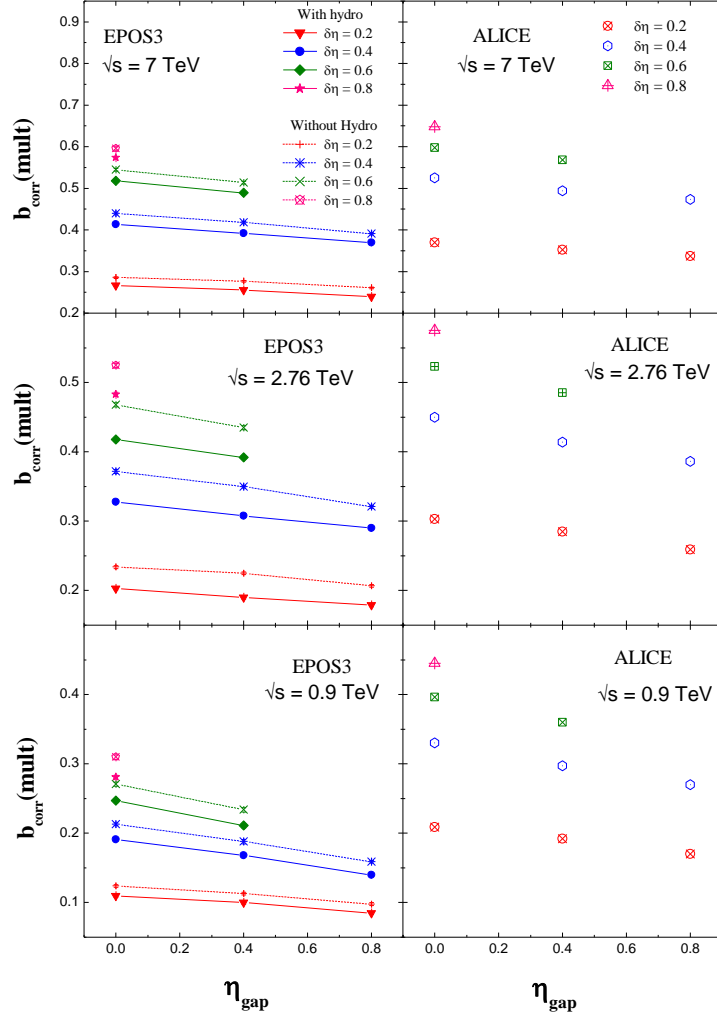 EPOS3
√s = 7 TeV
With hydro
δη = 0.2
δη = 0.4
δη = 0.6
δη = 0.8
Without Hydro
δη = 0.2
δη = 0.4
δη = 0.6
δη = 0.8
b_corr(mult)
0.9
0.8
0.7
0.6
0.5
0.4
0.3
0.2
ALICE
√s = 7 TeV
δη = 0.2
δη = 0.4
δη = 0.6
δη = 0.8
EPOS3
√s = 2.76 TeV
b_corr(mult)
0.5
0.4
0.3
0.2
ALICE
√s = 2.76 TeV
EPOS3
√s = 0.9 TeV
b_corr(mult)
0.4
0.3
0.2
0.1
ALICE
√s = 0.9 TeV
0.0 0.2 0.4 0.6 0.8
0.0 0.2 0.4 0.6 0.8
η_gap
η_gap